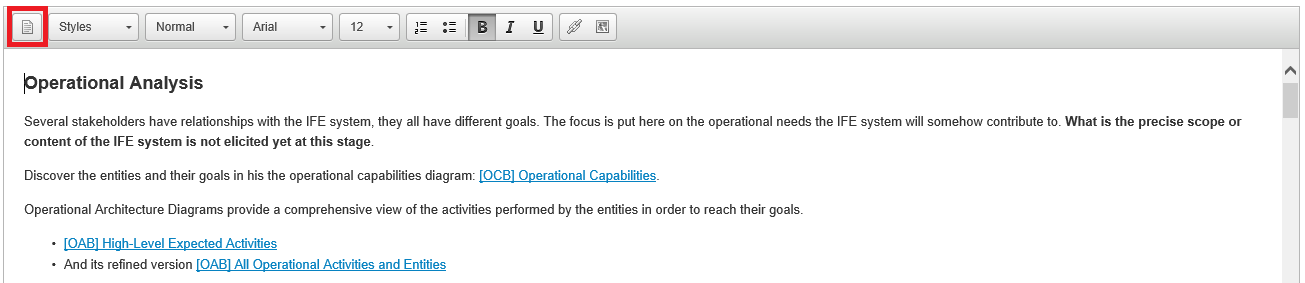 Styles Normal Arial 12 B I U
Operational Analysis
Several stakeholders have relationships with the IFE system, they all have different goals. The focus is put here on the operational needs the IFE system will somehow contribute to. What is the precise scope or
content of the IFE system is not elicited yet at this stage.
Discover the entities and their goals in his the operational capabilities diagram: [OCB] Operational Capabilities.
Operational Architecture Diagrams provide a comprehensive view of the activities performed by the entities in order to reach their goals.
• [OAB] High-Level Expected Activities
• And its refined version [OAB] All Operational Activities and Entities